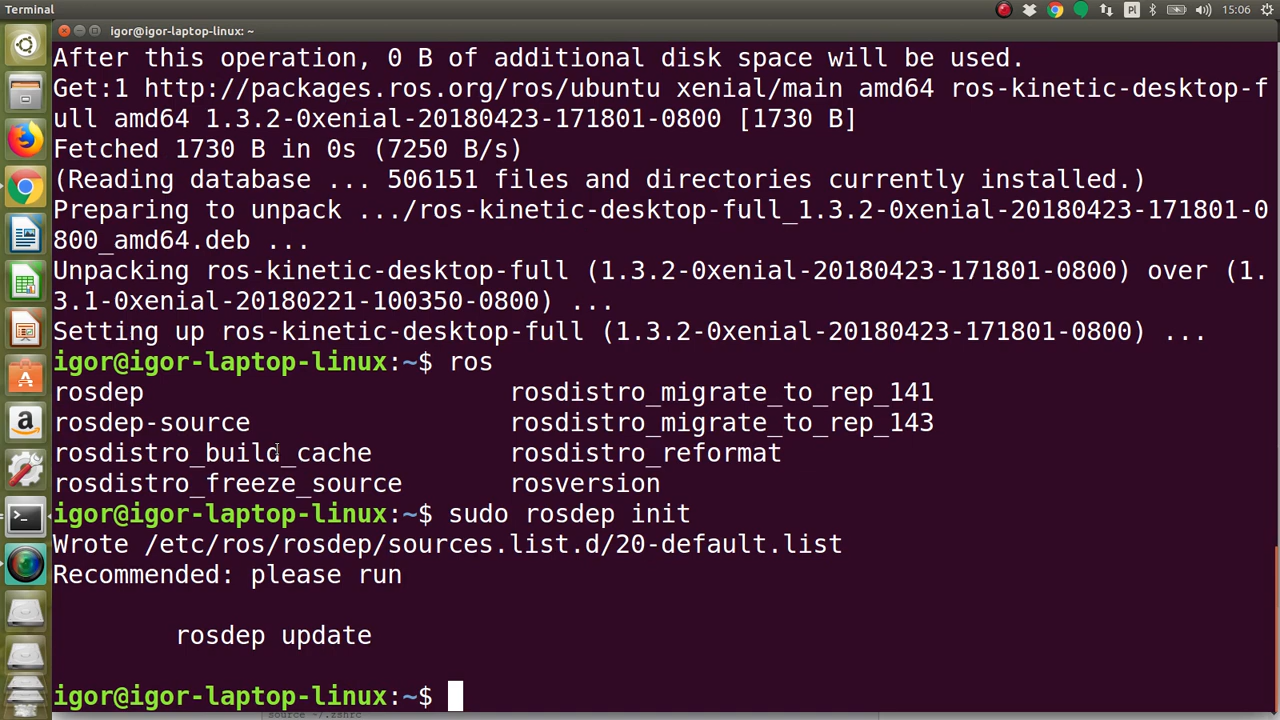 Terminal
Pl
15:06
igor@igor-laptop-linux: ~
After this operation, 0 B of additional disk space will be used.
Get:1 http://packages.ros.org/ros/ubuntu xenial/main amd64 ros-kinetic-desktop-f
ull amd64 1.3.2-0xenial-20180423-171801-0800 [1730 B]
Fetched 1730 B in 0s (7250 B/s)
(Reading database ... 506151 files and directories currently installed.)
Preparing to unpack .../ros-kinetic-desktop-full_1.3.2-0xenial-20180423-171801-0
800_amd64.deb ...
Unpacking ros-kinetic-desktop-full (1.3.2-0xenial-20180423-171801-0800) over (1.
3.1-0xenial-20180221-100350-0800) ...
Setting up ros-kinetic-desktop-full (1.3.2-0xenial-20180423-171801-0800) ...
igor@igor-laptop-linux:~$ ros
rosdep rosdistro_migrate_to_rep_141
rosdep-source rosdistro_migrate_to_rep_143
rosdistro_build_cache rosdistro_reformat
rosdistro_freeze_source rosversion
igor@igor-laptop-linux:~$ sudo rosdep init
Wrote /etc/ros/rosdep/sources.list.d/20-default.list
Recommended: please run
rosdep update
igor@igor-laptop-linux:~$
source ~/.zshrc